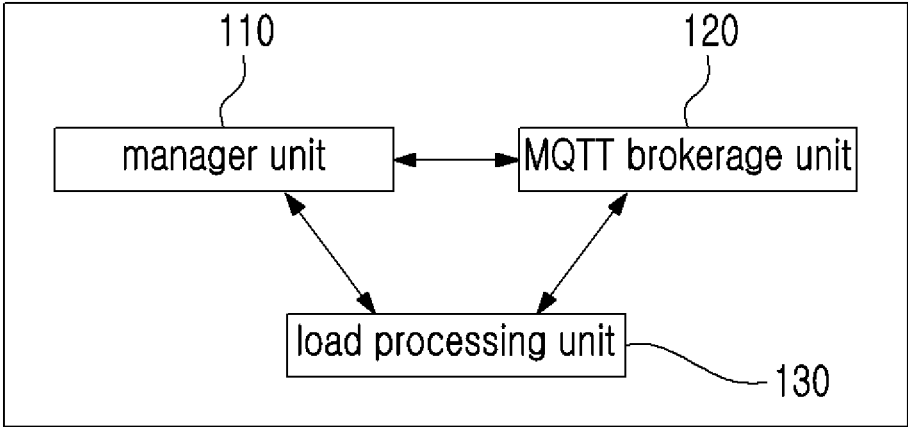 110
120
manager unit
MQTT brokerage unit
load processing unit
130